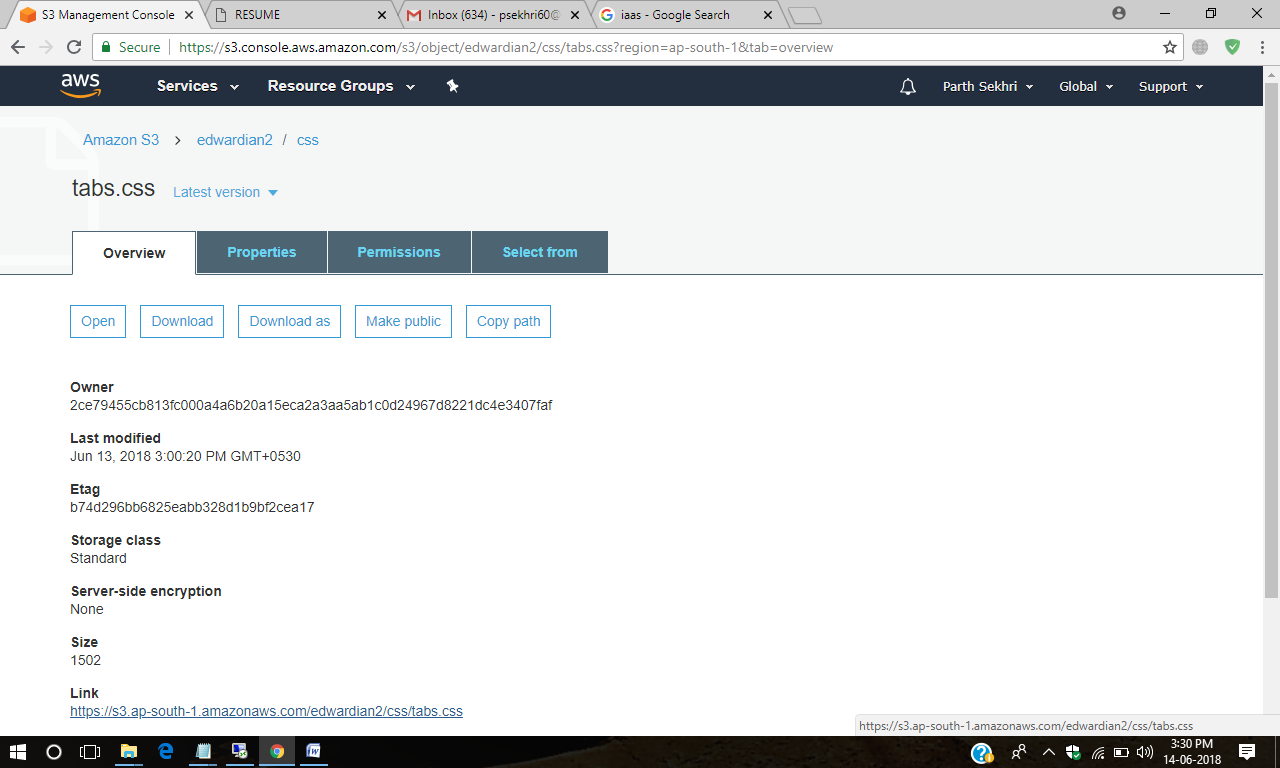 S3 Management Console
RESUME
Inbox (634) - psekhri60@
iaas - Google Search
Secure
https://s3.console.aws.amazon.com/s3/object/edwardian2/css/tabs.css?region=ap-south-1&tab=overview
aws
Services
Resource Groups
Parth Sekhri
Global
Support
Amazon S3 > edwardian2 / css
tabs.css
Latest version
Overview
Properties
Permissions
Select from
Open
Download
Download as
Make public
Copy path
Owner
2ce79455cb813fc000a4a6b20a15eca2a3aa5ab1c0d24967d8221dc4e3407faf
Last modified
Jun 13, 2018 3:00:20 PM GMT+0530
Etag
b74d296bb6825eabb328d1b9bf2cea17
Storage class
Standard
Server-side encryption
None
Size
1502
Link
https://s3.ap-south-1.amazonaws.com/edwardian2/css/tabs.css
https://s3.ap-south-1.amazonaws.com/edwardian2/css/tabs.css
3:30 PM
14-06-2018